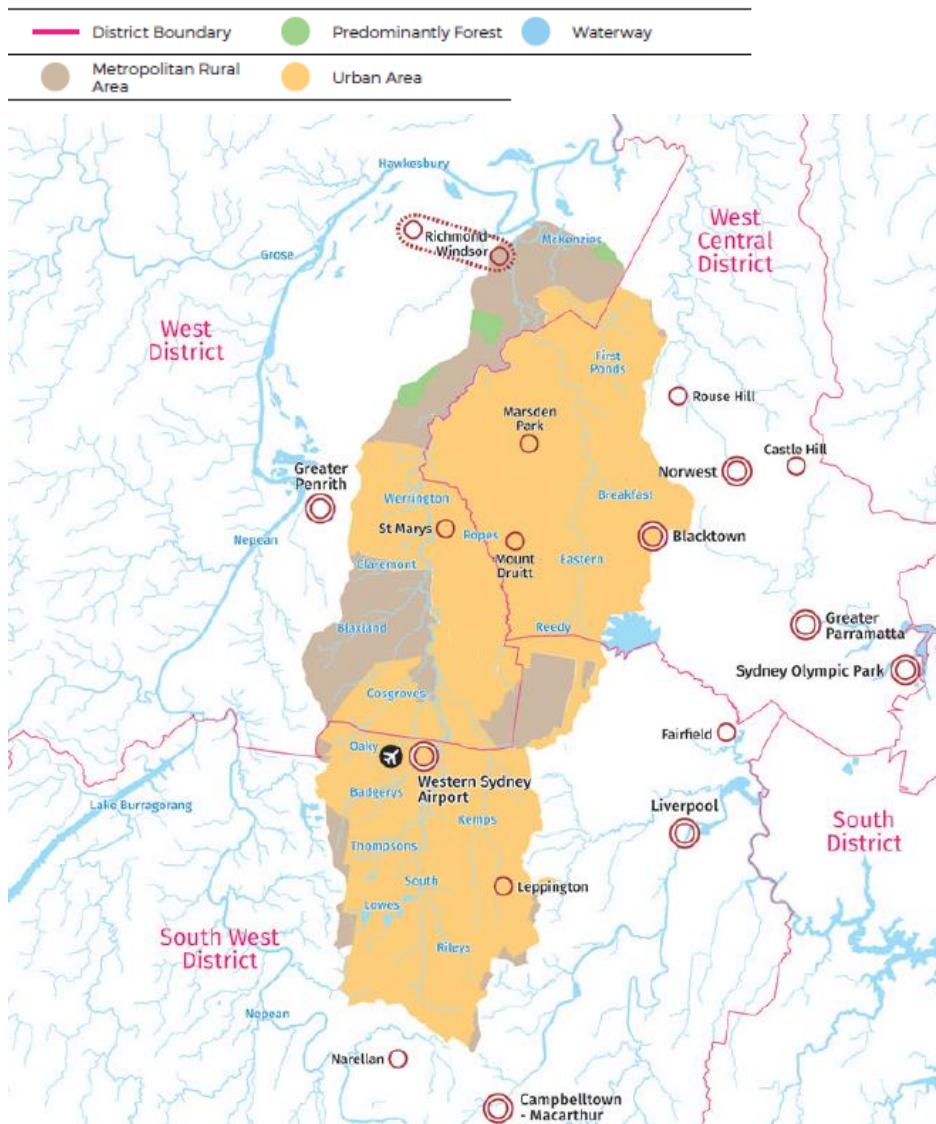 District Boundary
Predominantly Forest
Waterway
Metropolitan Rural
Area
Urban Area
Hawkesbury
Richmond
-Windsor
McKenzies
West
Central
District
Grose
West
District
First
Ponds
Rouse Hill
Marsden
Park
Castle Hill
Greater
Penrith
Norwest
Werrington
Breakfast
St Marys
Ropes
Blacktown
Nepean
Mount
Druitt
Eastern
Claremont
Blaxland
Reedy
Greater
Parramatta
Sydney Olympic Park
Cosgroves
Fairfield
Oaky
Western Sydney
Airport
Badgerys
Lake Burragorang
Kemps
Liverpool
South
District
Thompsons
South
Leppington
Lowes
South West
District
Rileys
Nepean
Narellan
Campbelltown
- Macarthur